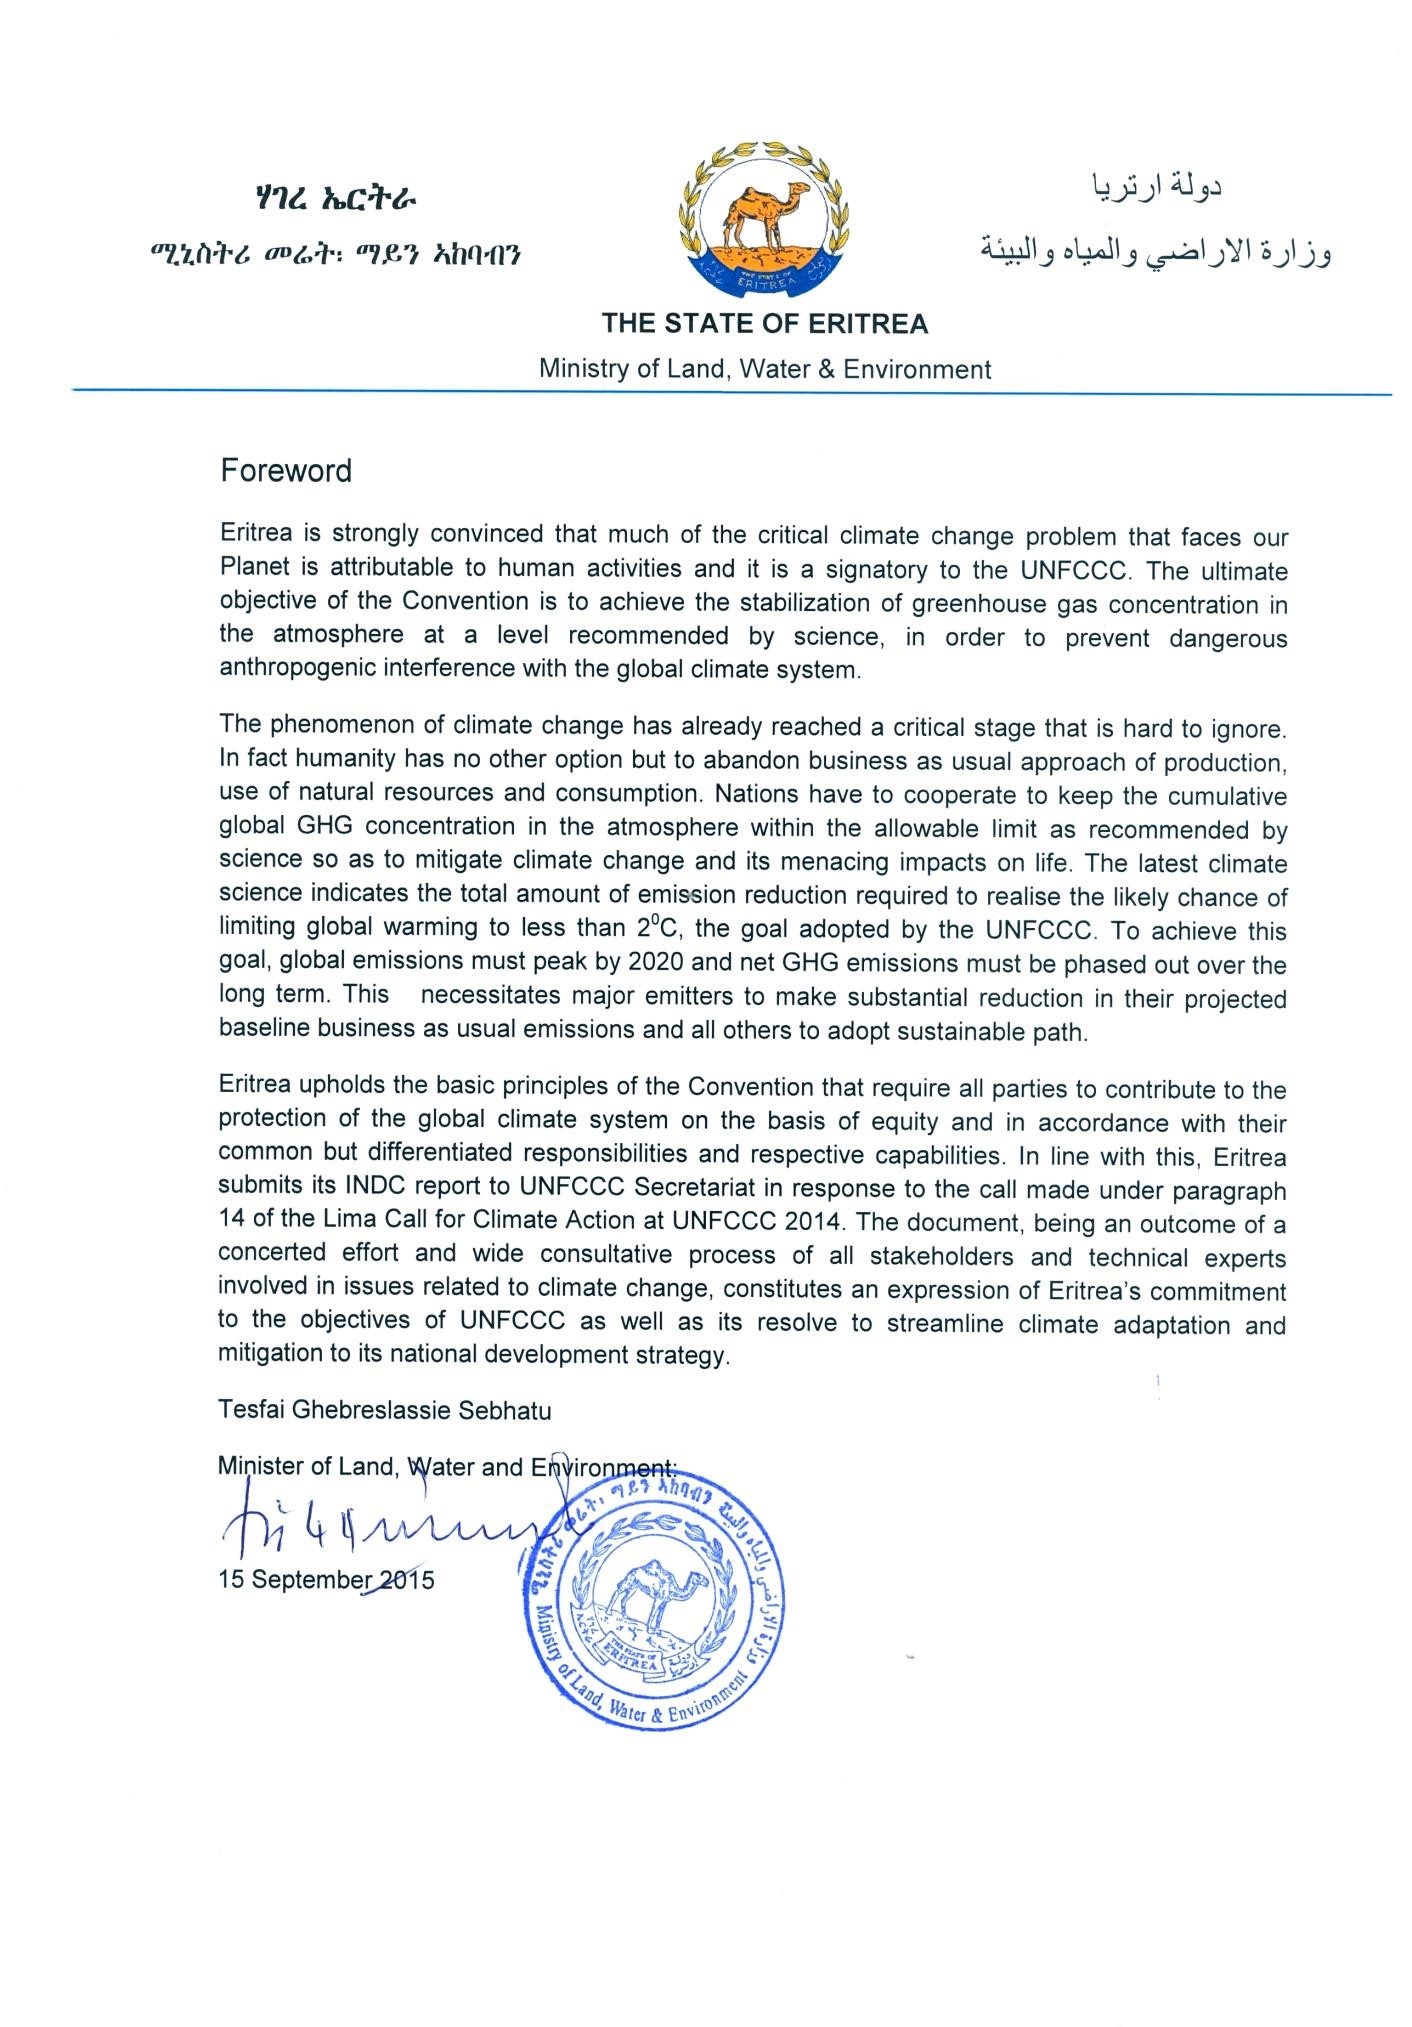 ሃገረ ኤርትራ
ሚኒስትሪ መሬት፡ ማይን ኣከባብን
دولة ارتريا
وزارة الاراضي والمياه والبيئة
THE STATE OF
ERITREA
THE STATE OF ERITREA
Ministry of Land, Water & Environment
Foreword
Eritrea is strongly convinced that much of the critical climate change problem that faces our
Planet is attributable to human activities and it is a signatory to the UNFCCC. The ultimate
objective of the Convention is to achieve the stabilization of greenhouse gas concentration in
the atmosphere at a level recommended by science, in order to prevent dangerous
anthropogenic interference with the global climate system.
The phenomenon of climate change has already reached a critical stage that is hard to ignore.
In fact humanity has no other option but to abandon business as usual approach of production,
use of natural resources and consumption. Nations have to cooperate to keep the cumulative
global GHG concentration in the atmosphere within the allowable limit as recommended by
science so as to mitigate climate change and its menacing impacts on life. The latest climate
science indicates the total amount of emission reduction required to realise the likely chance of
limiting global warming to less than 2⁰C, the goal adopted by the UNFCCC. To achieve this
goal, global emissions must peak by 2020 and net GHG emissions must be phased out over the
long term. This necessitates major emitters to make substantial reduction in their projected
baseline business as usual emissions and all others to adopt sustainable path.
Eritrea upholds the basic principles of the Convention that require all parties to contribute to the
protection of the global climate system on the basis of equity and in accordance with their
common but differentiated responsibilities and respective capabilities. In line with this, Eritrea
submits its INDC report to UNFCCC Secretariat in response to the call made under paragraph
14 of the Lima Call for Climate Action at UNFCCC 2014. The document, being an outcome of a
concerted effort and wide consultative process of all stakeholders and technical experts
involved in issues related to climate change, constitutes an expression of Eritrea's commitment
to the objectives of UNFCCC as well as its resolve to streamline climate adaptation and
mitigation to its national development strategy.
Tesfai Ghebreslassie Sebhatu
Minister of Land, Water and Environment:
15 September 2015
ሚኒስትሪ መሬት፡ ማይን ኣከባብን
وزارة الاراضي والمياه والبيئة
Ministry of Land, Water & Environment
ሃገረ
ኤርትራ
THE STATE OF
ERITREA
دولة
إرتريا